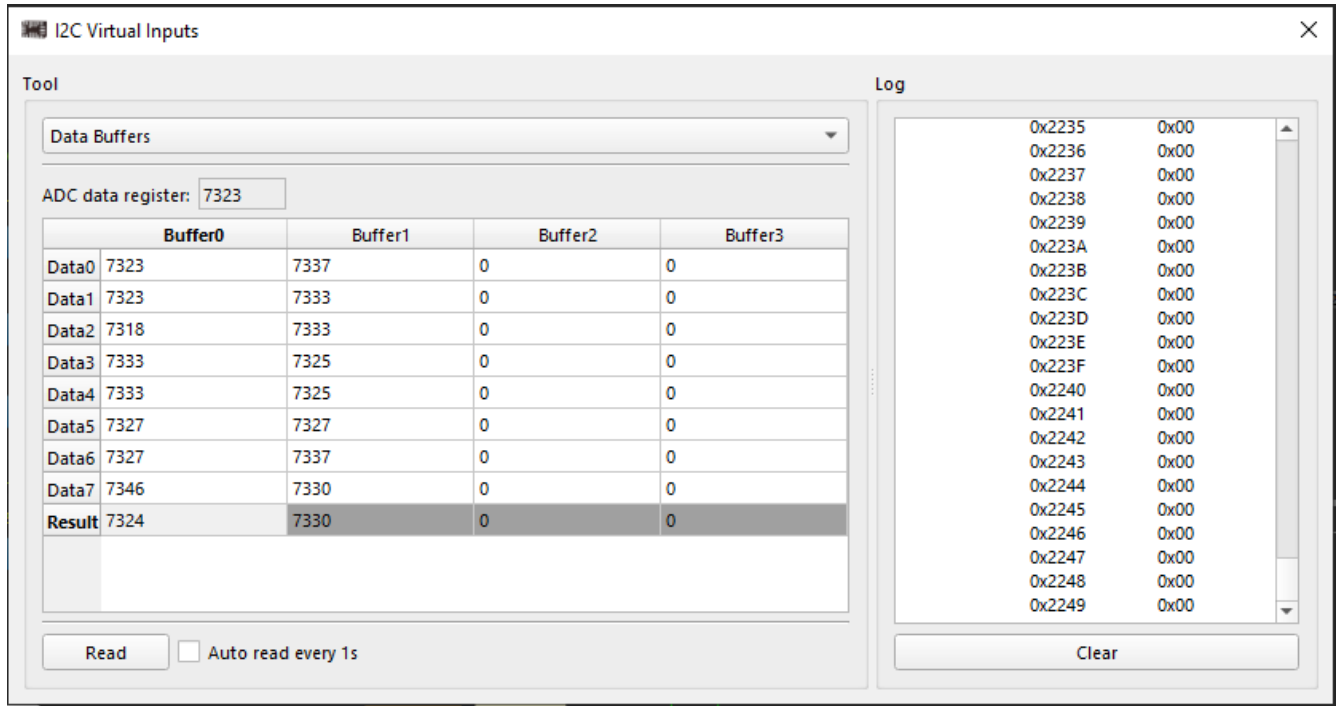 I2C Virtual Inputs
Tool
Data Buffers
ADC data register: 7323
Buffer0 Buffer1 Buffer2 Buffer3
Data0 7323 7337 0 0
Data1 7323 7333 0 0
Data2 7318 7333 0 0
Data3 7333 7325 0 0
Data4 7333 7325 0 0
Data5 7327 7327 0 0
Data6 7327 7337 0 0
Data7 7346 7330 0 0
Result 7324 7330 0 0
Read Auto read every 1s
Log
0x2235 0x00
0x2236 0x00
0x2237 0x00
0x2238 0x00
0x2239 0x00
0x223A 0x00
0x223B 0x00
0x223C 0x00
0x223D 0x00
0x223E 0x00
0x223F 0x00
0x2240 0x00
0x2241 0x00
0x2242 0x00
0x2243 0x00
0x2244 0x00
0x2245 0x00
0x2246 0x00
0x2247 0x00
0x2248 0x00
0x2249 0x00
Clear